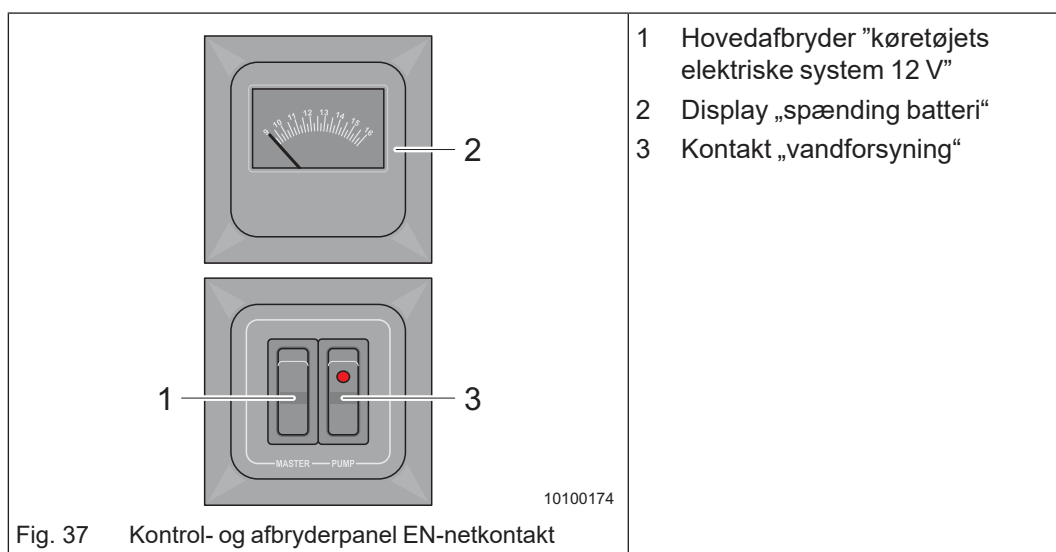 9 10 11 12 13 14 15 16
2
1
3
MASTER PUMP
10100174
Fig. 37 Kontrol- og afbryderpanel EN-netkontakt
1 Hovedafbryder ”køretøjets
elektriske system 12 V”
2 Display „spænding batteri“
3 Kontakt „vandforsyning“